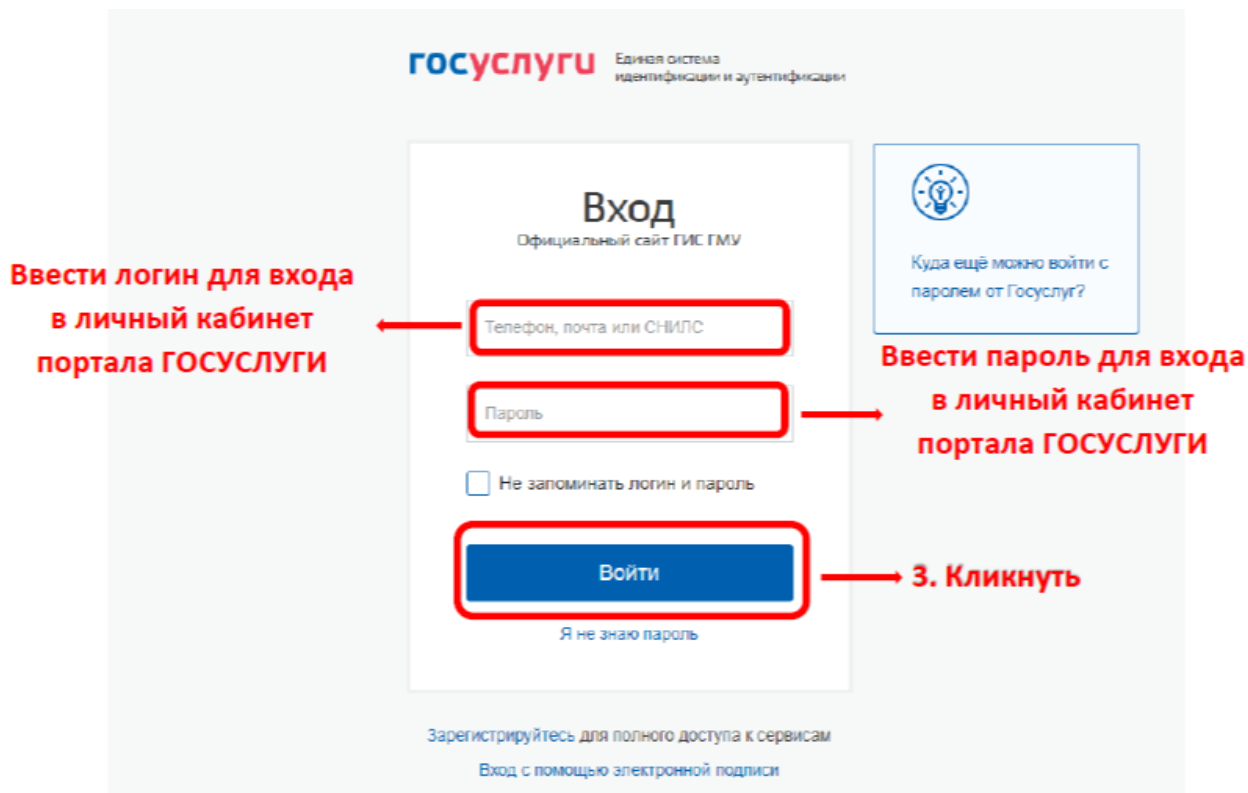 госуслуги
Единая система
идентификации и аутентификации
Вход
Официальный сайт ГИС ГМУ
Куда ещё можно войти с
паролем от Госуслуг?
Ввести логин для входа
в личный кабинет
портала ГОСУСЛУГИ
Телефон, почта или СНИЛС
Ввести пароль для входа
в личный кабинет
портала ГОСУСЛУГИ
Пароль
Не запоминать логин и пароль
Войти
3. Кликнуть
Я не знаю пароль
Зарегистрируйтесь для полного доступа к сервисам
Вход с помощью электронной подписи